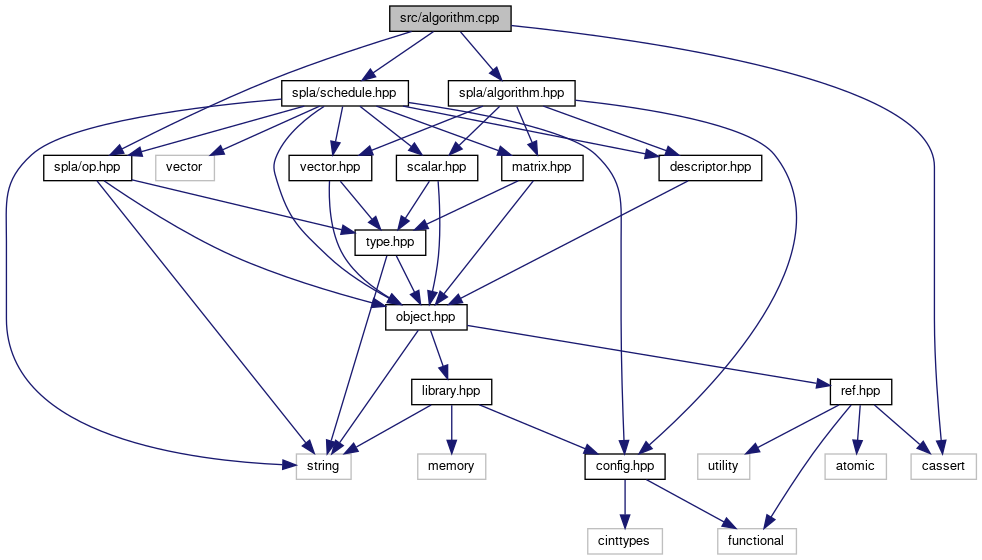 src/algorithm.cpp
spla/schedule.hpp
spla/algorithm.hpp
spla/op.hpp
vector
vector.hpp
scalar.hpp
matrix.hpp
descriptor.hpp
type.hpp
object.hpp
library.hpp
ref.hpp
string
memory
config.hpp
utility
atomic
cassert
cinttypes
functional